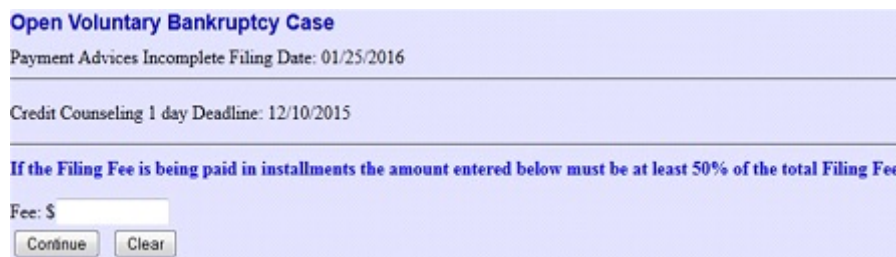 Open Voluntary Bankruptcy Case
Payment Advices Incomplete Filing Date: 01/25/2016
Credit Counseling 1 day Deadline: 12/10/2015
If the Filing Fee is being paid in installments the amount entered below must be at least 50% of the total Filing Fee
Fee: $
Continue Clear